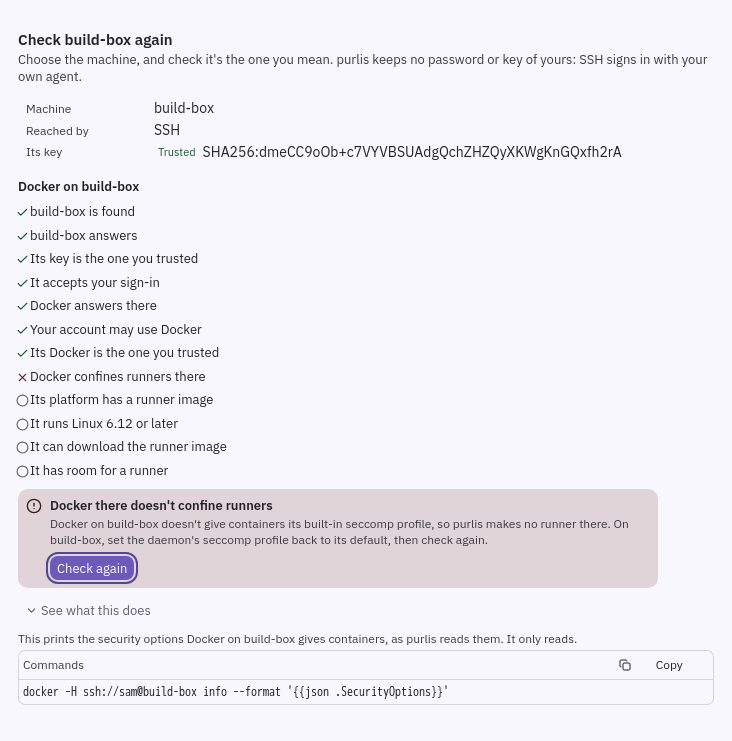 Check build-box again
Choose the machine, and check it's the one you mean. purlis keeps no password or key of yours: SSH signs in with your
own agent.
Machine build-box
Reached by SSH
Its key Trusted SHA256:dmeCC9oOb+c7VYVBSUAdgQchZHZQyXKWgKnGQxfh2rA
Docker on build-box
build-box is found
build-box answers
Its key is the one you trusted
It accepts your sign-in
Docker answers there
Your account may use Docker
Its Docker is the one you trusted
Docker confines runners there
Its platform has a runner image
It runs Linux 6.12 or later
It can download the runner image
It has room for a runner
Docker there doesn't confine runners
Docker on build-box doesn't give containers its built-in seccomp profile, so purlis makes no runner there. On
build-box, set the daemon's seccomp profile back to its default, then check again.
Check again
See what this does
This prints the security options Docker on build-box gives containers, as purlis reads them. It only reads.
Commands Copy
docker -H ssh://sam@build-box info --format '{{json .SecurityOptions}}'